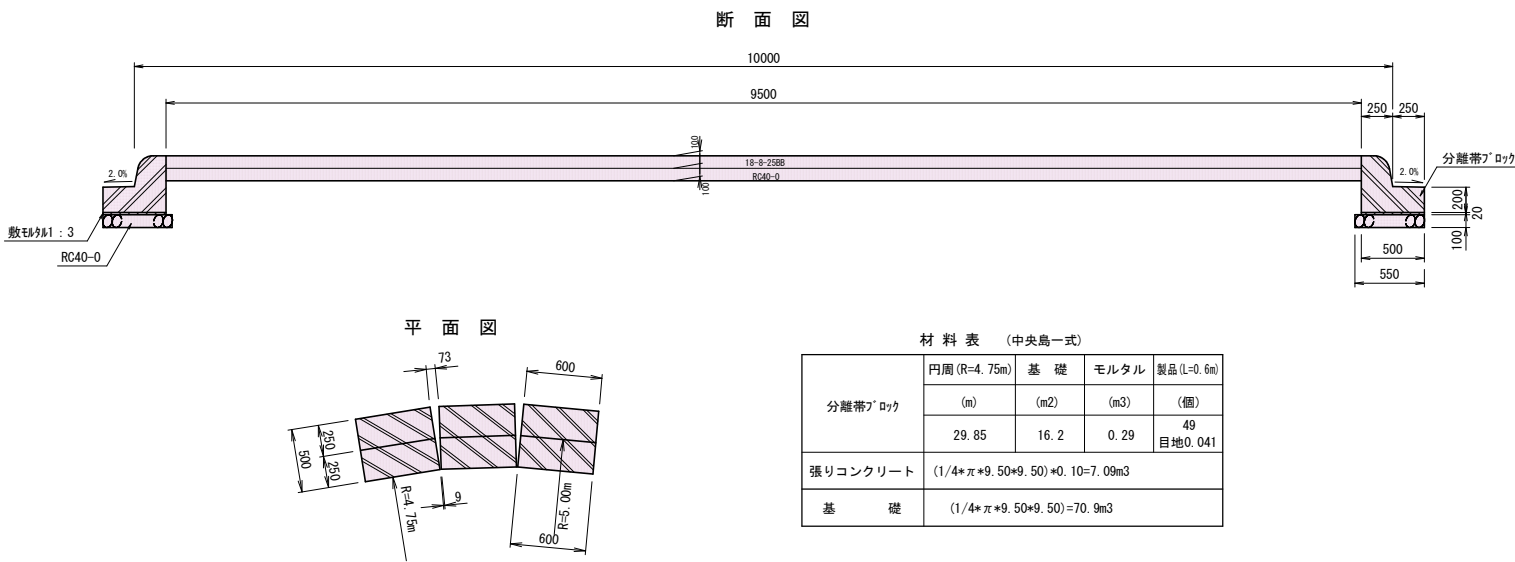 断 面 図
10000
9500
250
250
100
18-8-25BB
RC40-0
100
2.0%
2.0%
分離帯ブロック
敷モルタル1：3
RC40-0
200
20
100
500
550
平 面 図
73
600
500
250
250
R=4.75m
9
R=5.00m
600
材 料 表 （中央島一式）
分離帯ブロック
円周(R=4.75m) 基 礎 モルタル 製品(L=0.6m)
(m) (m2) (m3) (個)
29.85 16.2 0.29 49
目地0.041
張りコンクリート (1/4*π*9.50*9.50)*0.10=7.09m3
基 礎 (1/4*π*9.50*9.50)=70.9m3